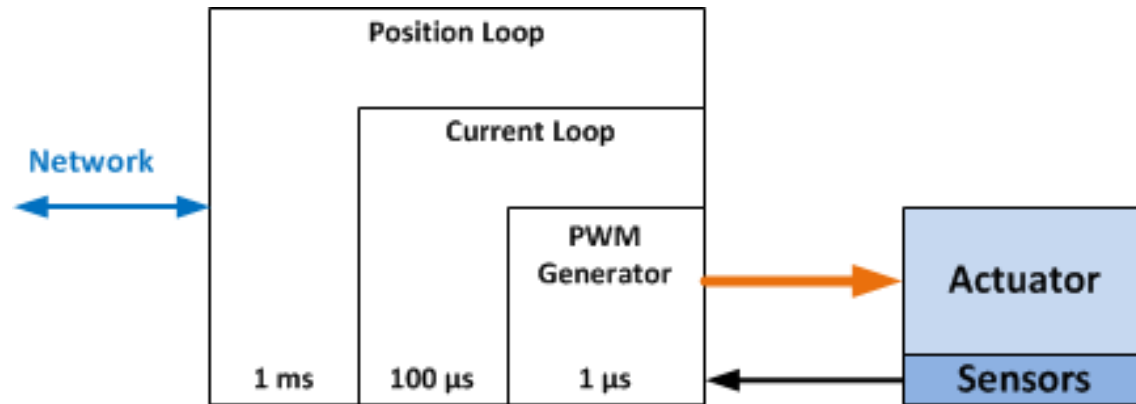 Position Loop
Current Loop
Network
PWM
Generator
Actuator
1 ms
100 μs
1 μs
Sensors